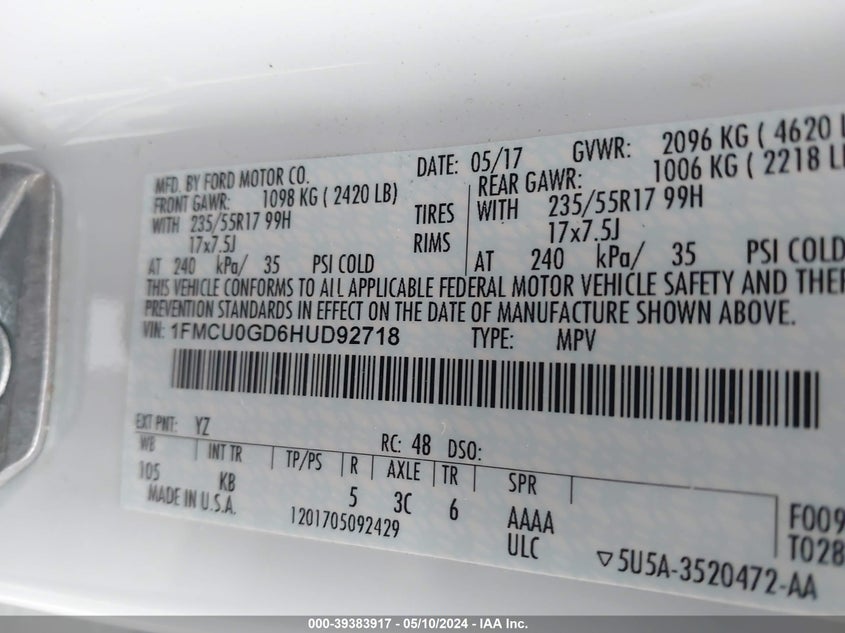 MFD. BY FORD MOTOR CO. DATE: 05/17 GVWR: 2096 KG ( 4620 L
FRONT GAWR: 1098 KG ( 2420 LB) REAR GAWR: 1006 KG ( 2218 L
WITH 235/55R17 99H TIRES WITH 235/55R17 99H
17x7.5J RIMS 17x7.5J
AT 240 kPa/ 35 PSI COLD AT 240 kPa/ 35 PSI COLD
THIS VEHICLE CONFORMS TO ALL APPLICABLE FEDERAL MOTOR VEHICLE SAFETY AND THEF
PREVENTION STANDARDS IN EFFECT ON THE DATE OF MANUFACTURE SHOWN ABOVE.
VIN: 1FMCU0GD6HUD92718 TYPE: MPV
EXT PNT: YZ RC: 48 DSO:
WB INT TR TP/PS R AXLE TR SPR
105 KB 5 3C 6 AAAA F009
MADE IN U.S.A. 1201705092429 ULC T028
▽5U5A-3520472-AA
000-39383917 - 05/10/2024 - IAA Inc.